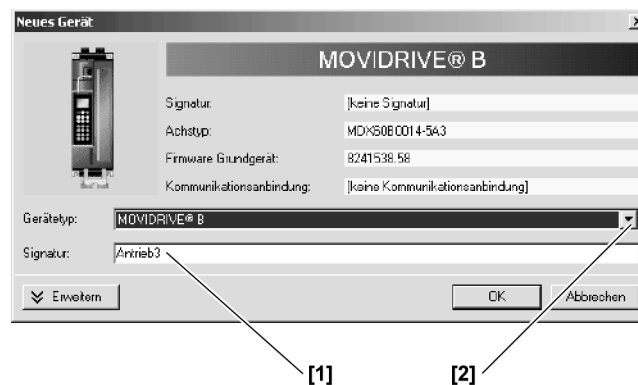 Neues Gerät
MOVIDRIVE® B
Signatur: [keine Signatur]
Achstyp: MDX60B0014-5A3
Firmware Grundgerät: 8241538.58
Kommunikationsanbindung: [keine Kommunikationsanbindung]
Gerätetyp: MOVIDRIVE® B
Signatur: Antrieb3
Erweitern OK Abbrechen
[1] [2]